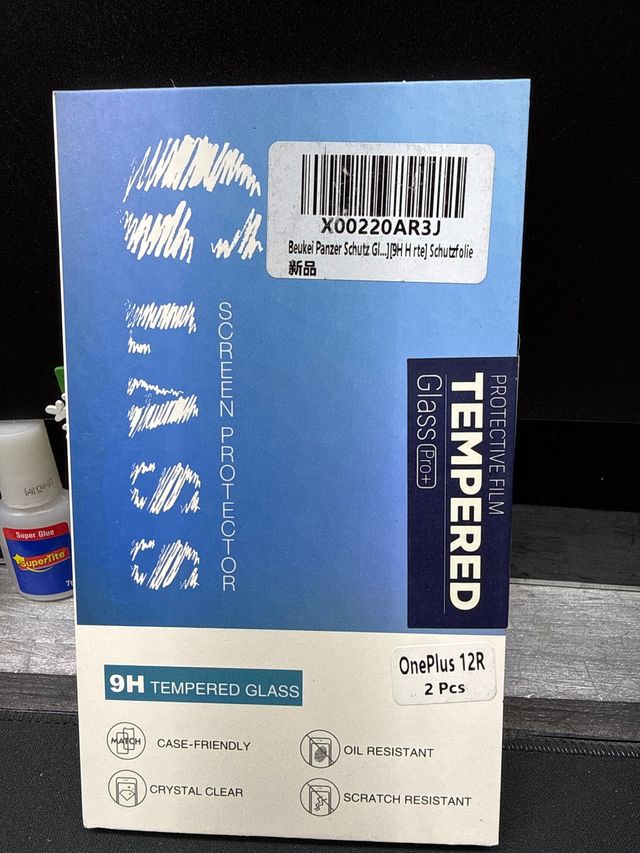 GLASS
SCREEN PROTECTOR
X00220AR3J
Beukei Panzer Schutz Gl...][9H H rte] Schutzfolie
新品
PROTECTIVE FILM
TEMPERED
Glass Pro+
OnePlus 12R
2 Pcs
9H TEMPERED GLASS
MATCH
CASE-FRIENDLY
OIL RESISTANT
CRYSTAL CLEAR
SCRATCH RESISTANT
Super Glue
SuperTite